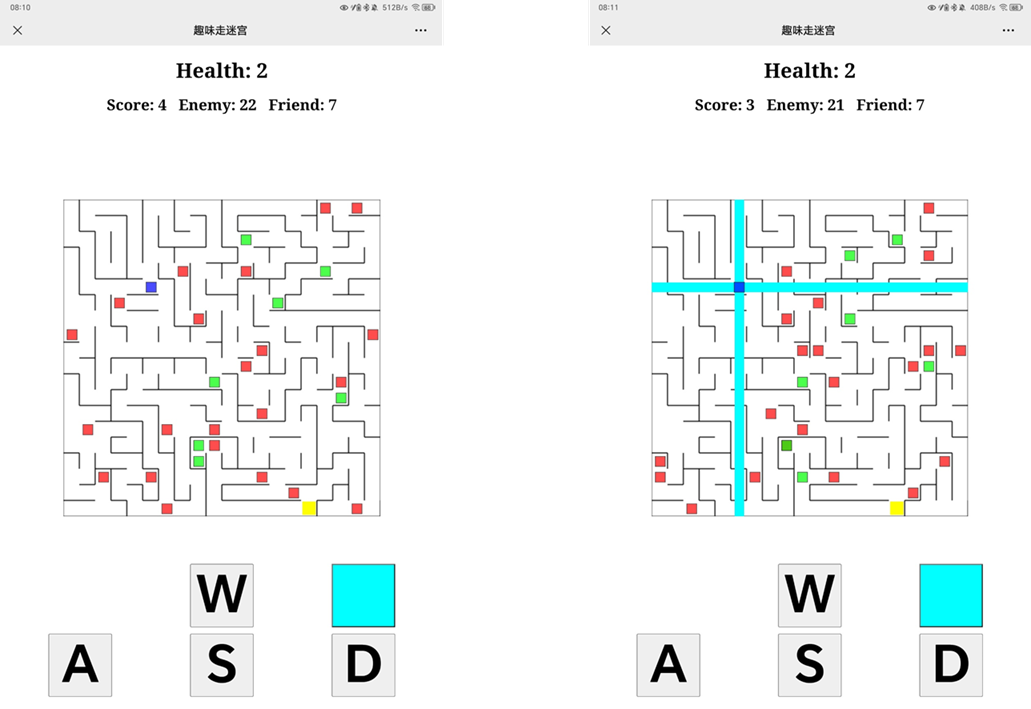 08:10 512B/s 68
趣味走迷宫
Health: 2
Score: 4 Enemy: 22 Friend: 7
W
A S D
08:11 408B/s
趣味走迷宫
Health: 2
Score: 3 Enemy: 21 Friend: 7
W
A S D